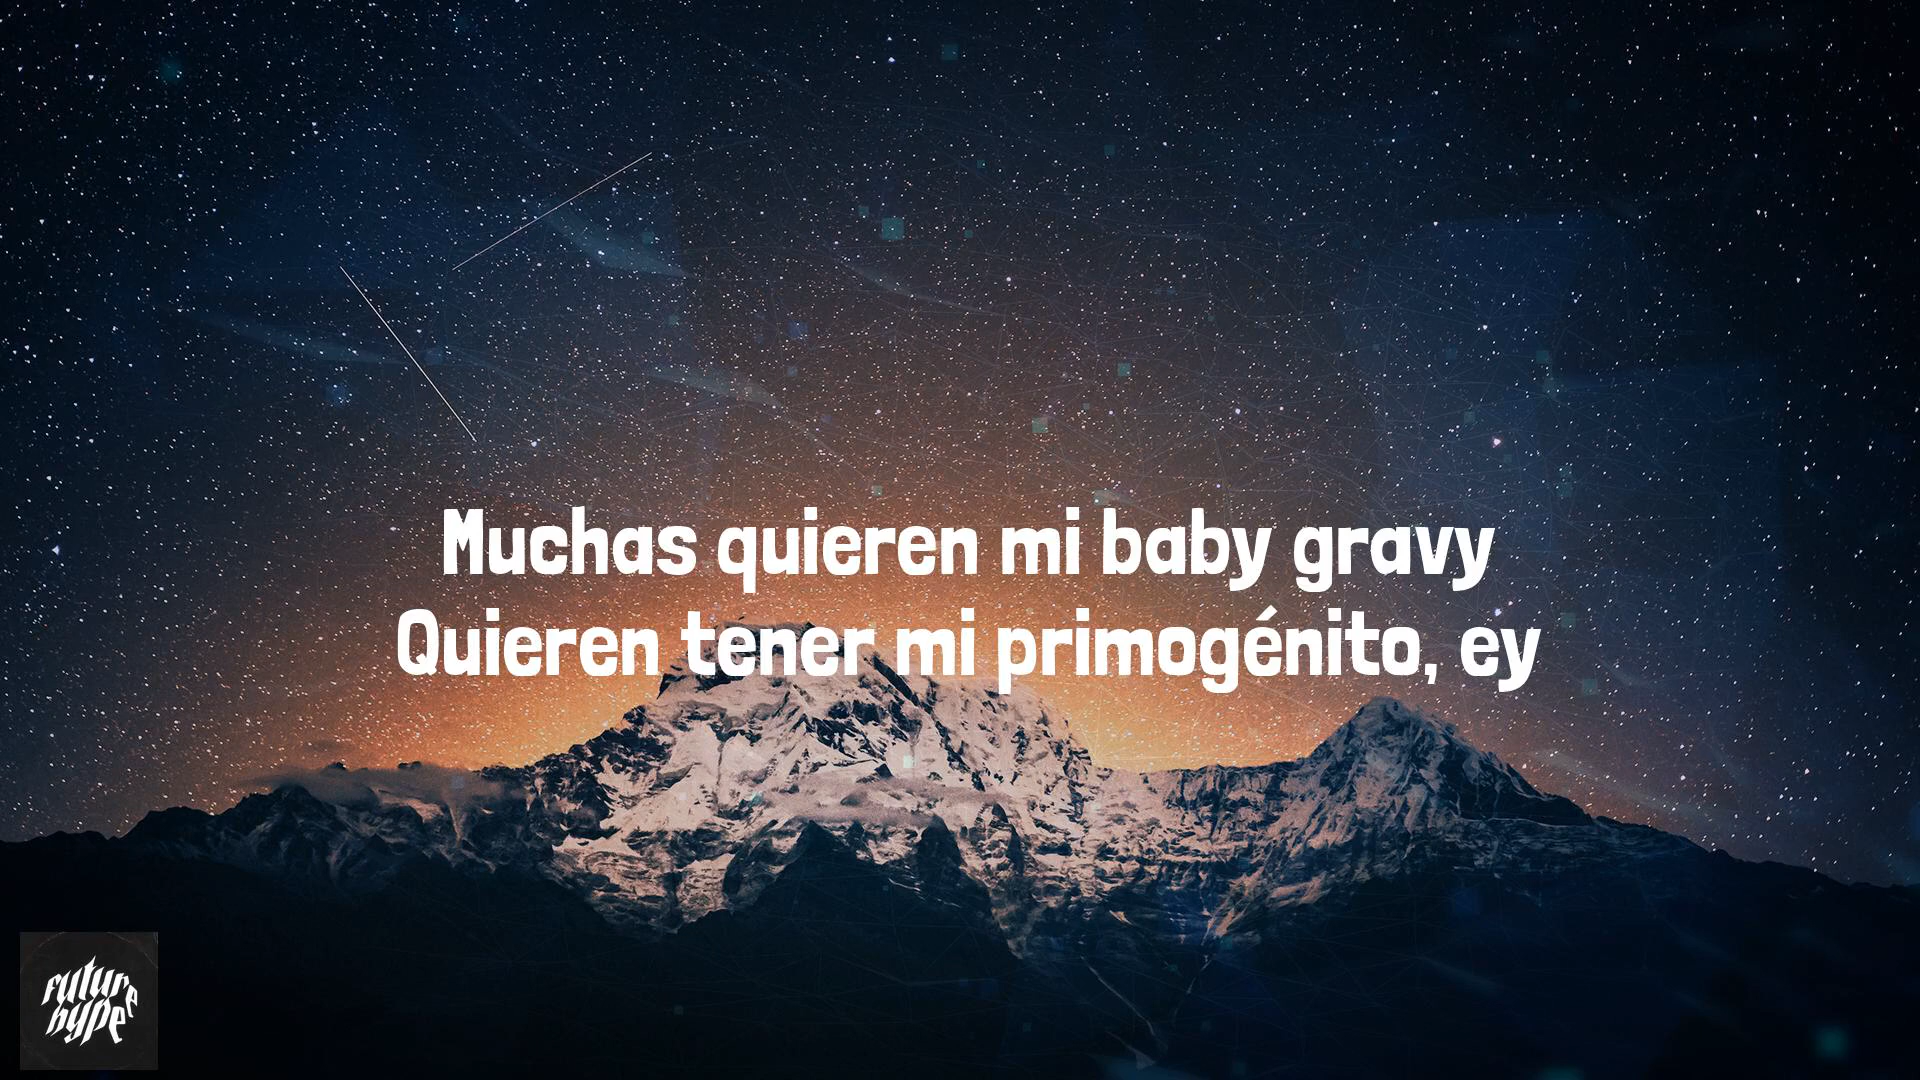 Muchas quieren mi baby gravy
Quieren tener mi primogénito, ey
future
hype